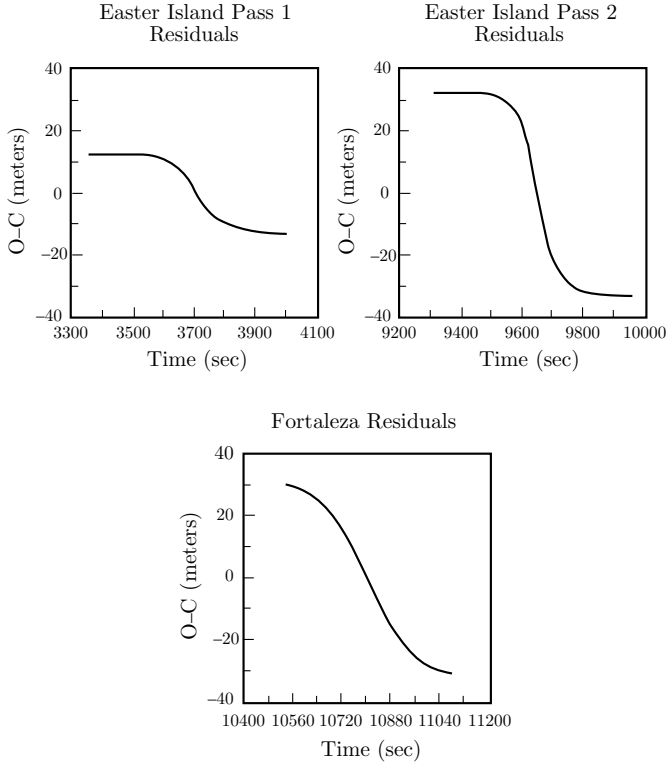 Easter Island Pass 1
Residuals
O–C (meters)
40
20
0
–20
–40
3300 3500 3700 3900 4100
Time (sec)
Easter Island Pass 2
Residuals
O–C (meters)
40
20
0
–20
–40
9200 9400 9600 9800 10000
Time (sec)
Fortaleza Residuals
O–C (meters)
40
20
0
–20
–40
10400 10560 10720 10880 11040 11200
Time (sec)